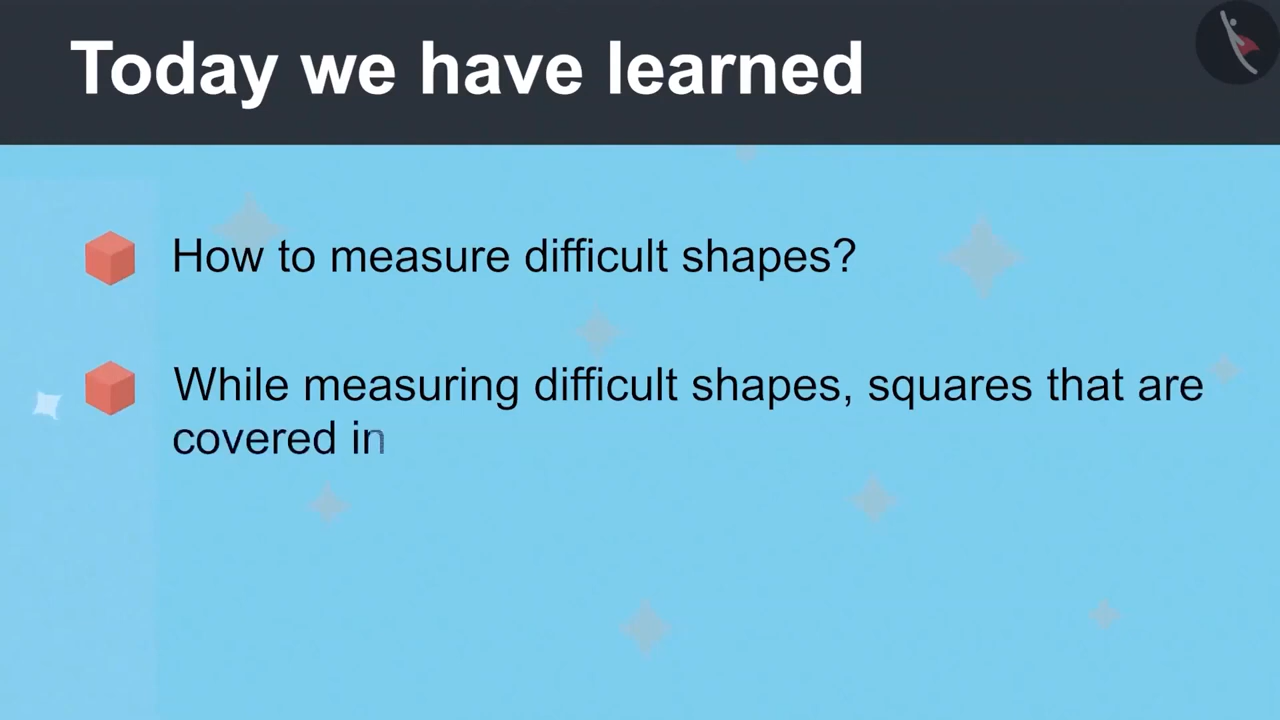 Today we have learned
How to measure difficult shapes?
While measuring difficult shapes, squares that are
covered in